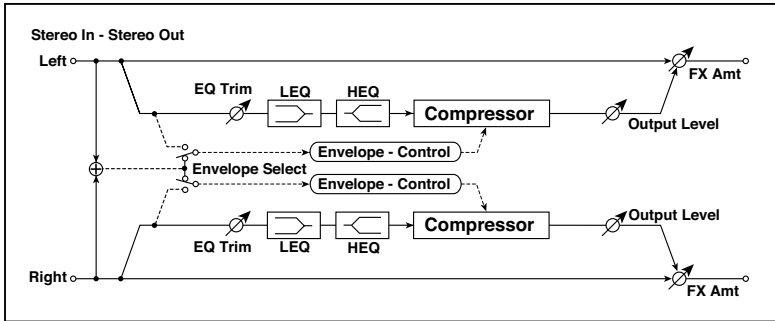 Stereo In - Stereo Out
Left
FX Amt
EQ Trim
LEQ
HEQ
Compressor
Output Level
Envelope - Control
Envelope Select
Envelope - Control
Output Level
Compressor
EQ Trim
LEQ
HEQ
Right
FX Amt